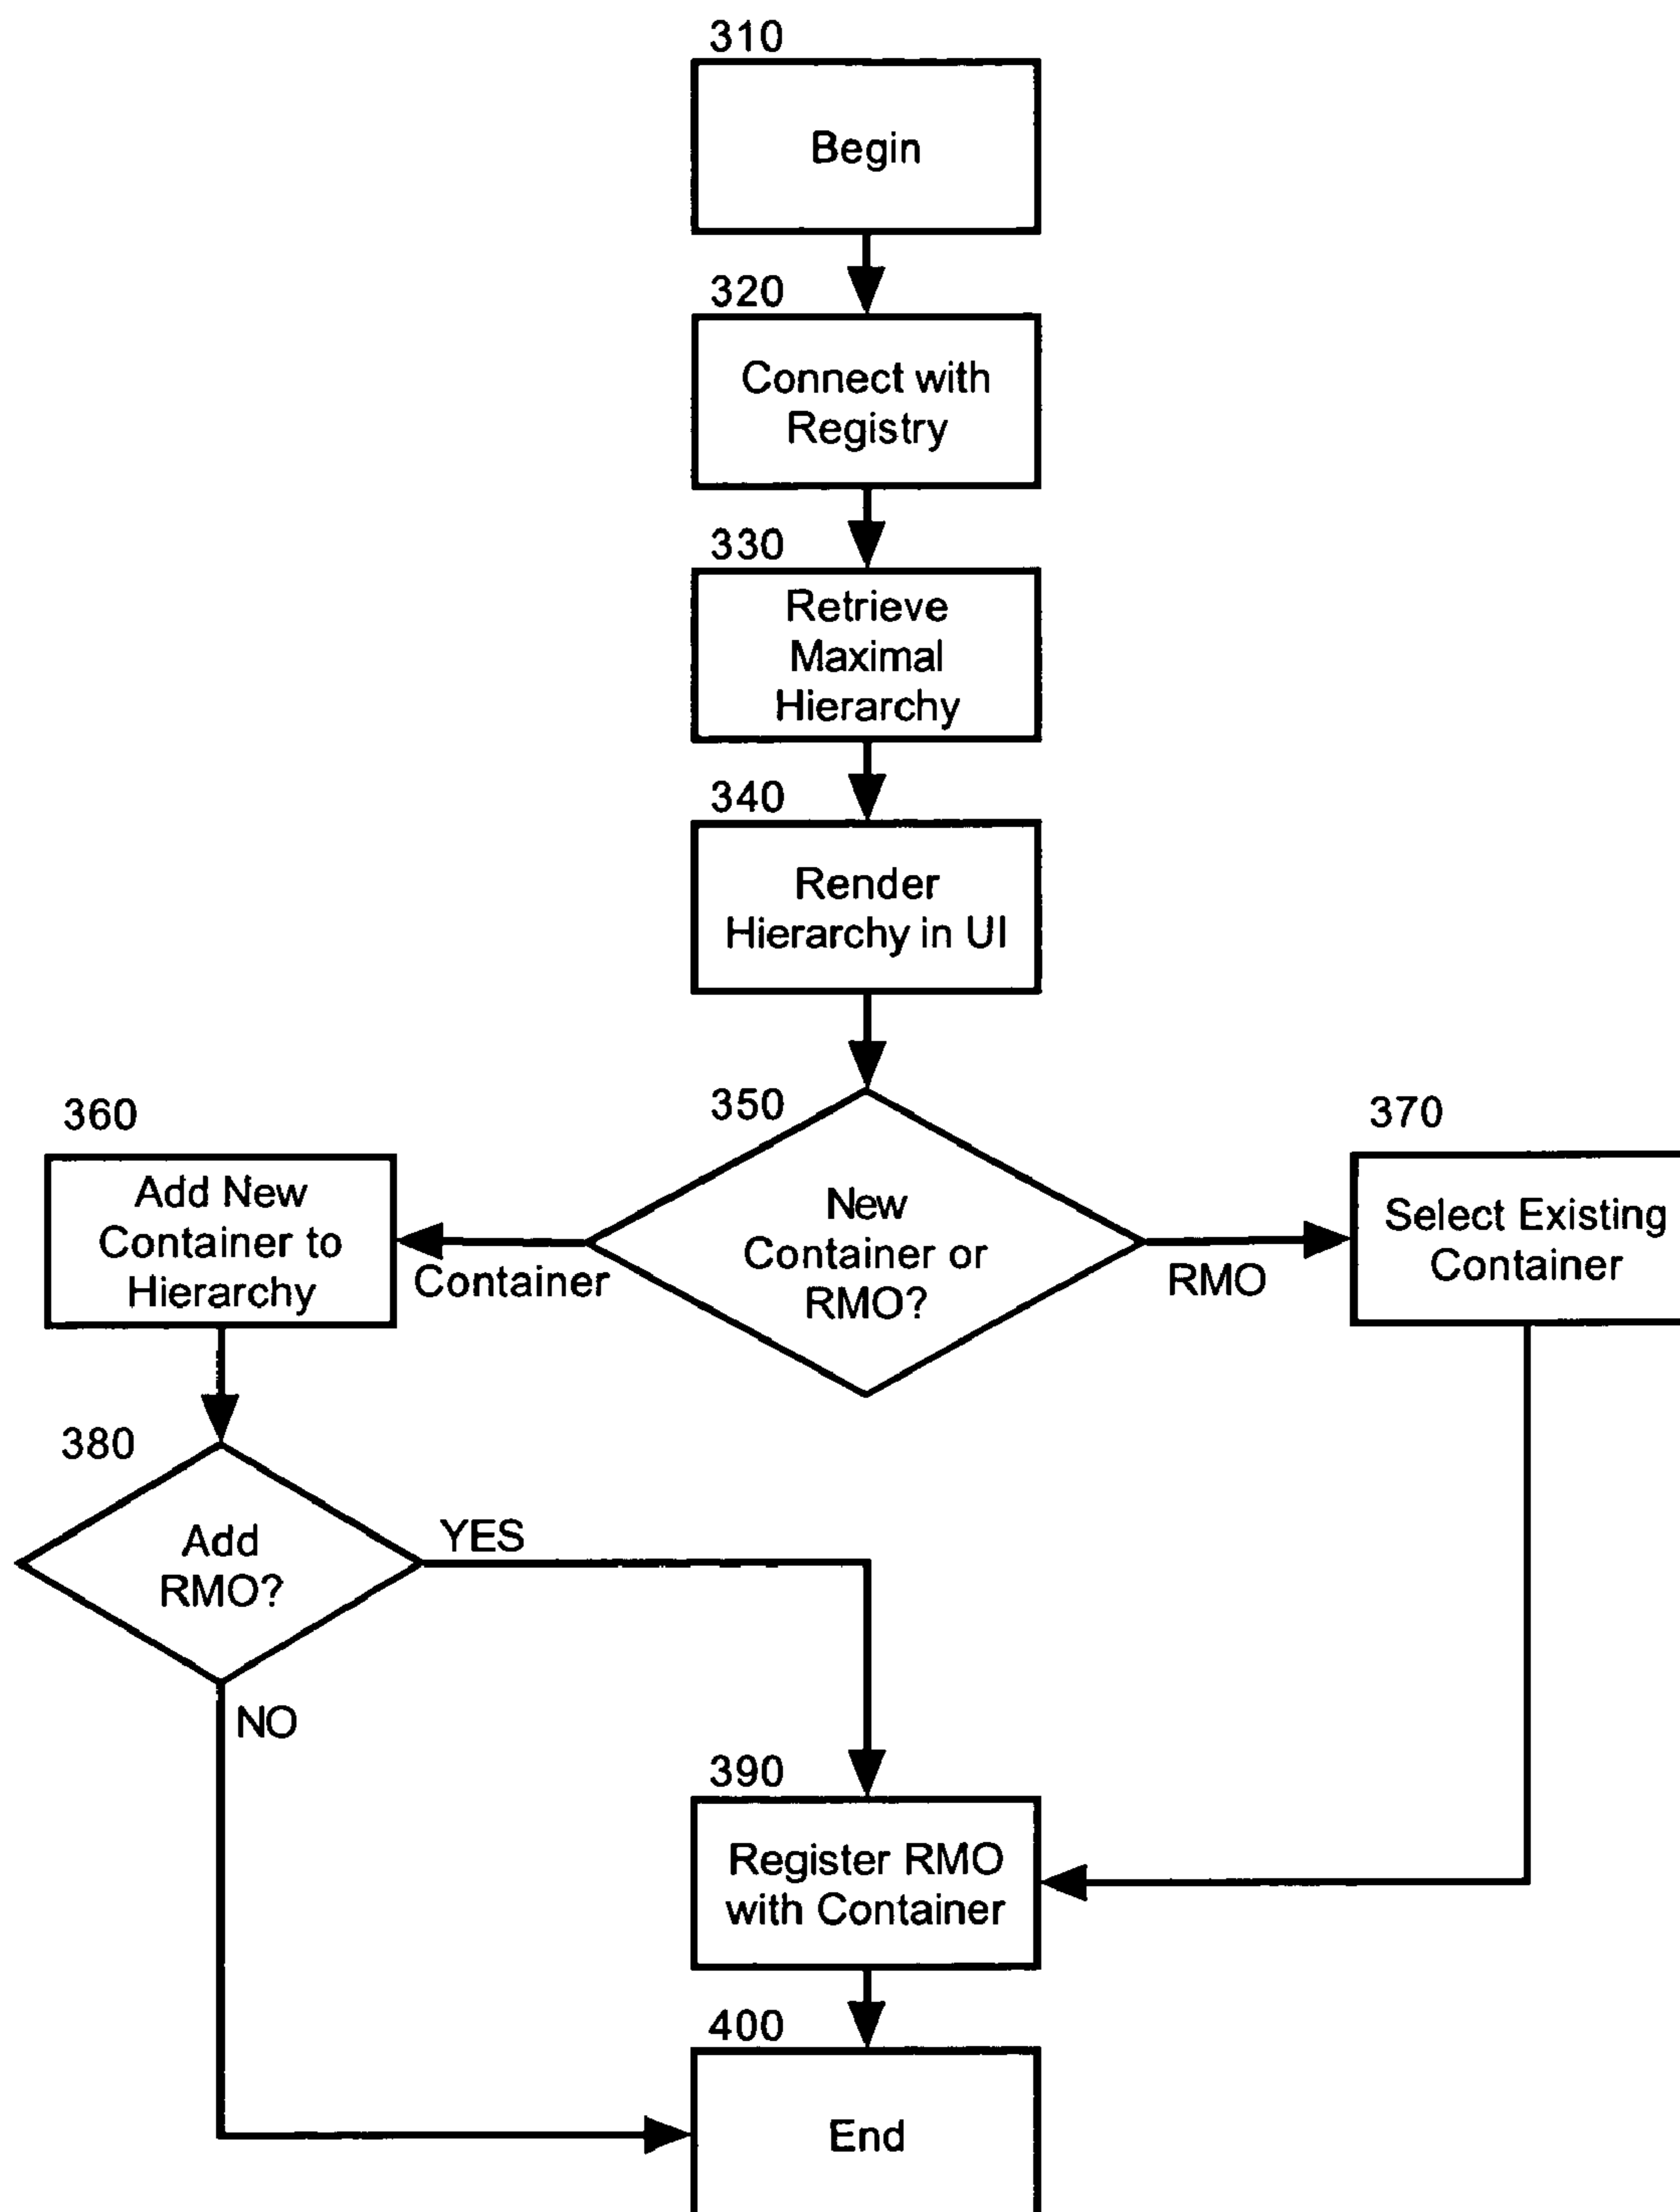 310
Begin
320
Connect with
Registry
330
Retrieve
Maximal
Hierarchy
340
Render
Hierarchy in UI
350
New
Container or
RMO?
360
Add New
Container to
Hierarchy
Container
RMO
370
Select Existing
Container
380
Add
RMO?
YES
NO
390
Register RMO
with Container
400
End